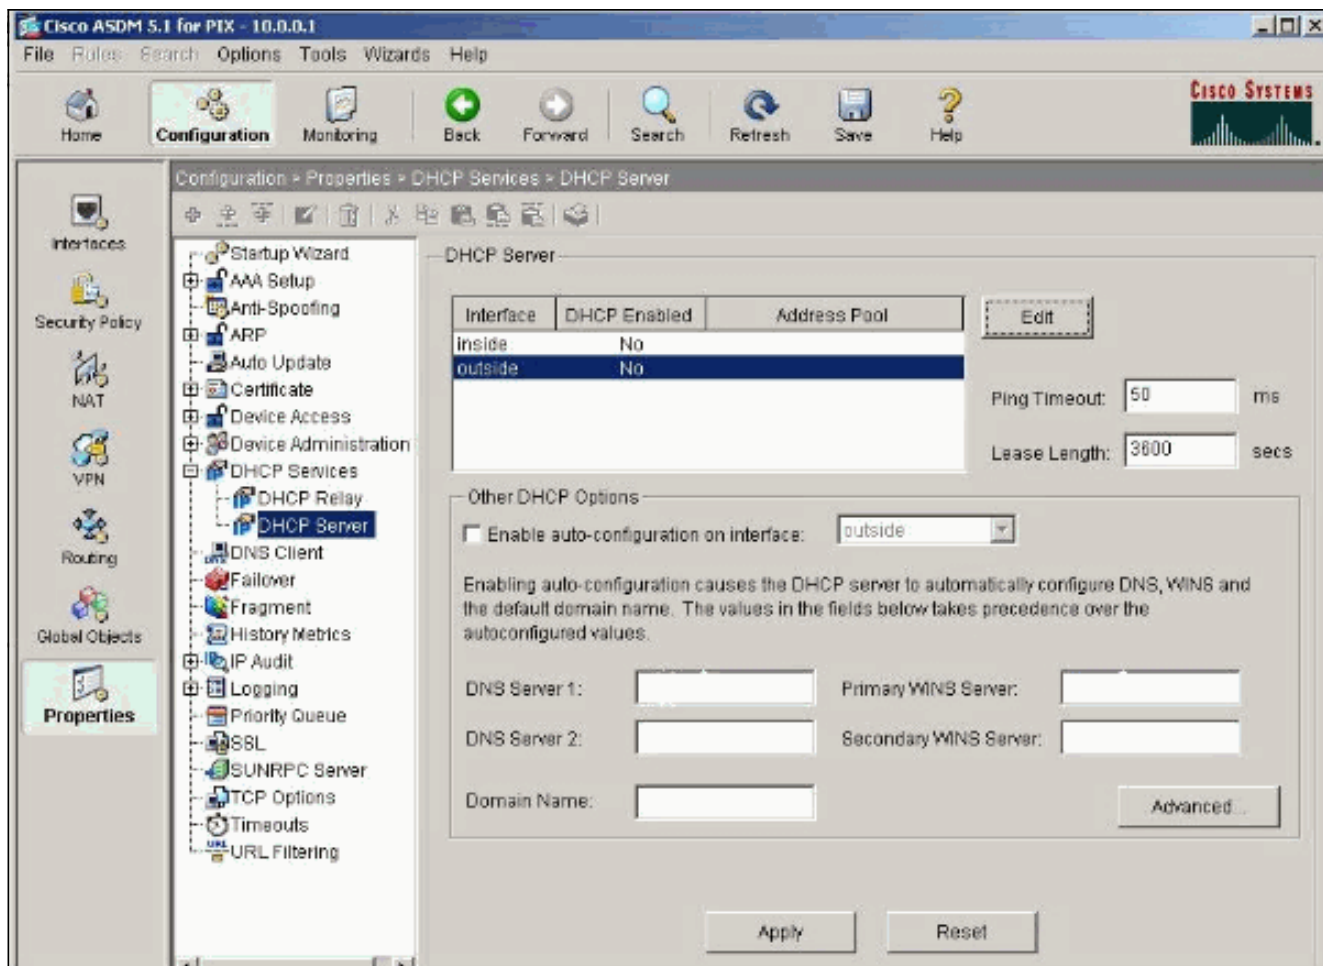 Cisco ASDM 5.1 for PIX - 10.0.0.1
File Rules Search Options Tools Wizards Help
Home Configuration Monitoring Back Forward Search Refresh Save Help
CISCO SYSTEMS
Configuration > Properties > DHCP Services > DHCP Server
Interfaces
Security Policy
NAT
VPN
Routing
Global Objects
Properties
Startup Wizard
AAA Setup
Anti-Spoofing
ARP
Auto Update
Certificate
Device Access
Device Administration
DHCP Services
DHCP Relay
DHCP Server
DNS Client
Failover
Fragment
History Metrics
IP Audit
Logging
Priority Queue
SSL
SUNRPC Server
TCP Options
Timeouts
URL Filtering
DHCP Server
Interface DHCP Enabled Address Pool
inside No
outside No
Edit
Ping Timeout: 50 ms
Lease Length: 3600 secs
Other DHCP Options
Enable auto-configuration on interface: outside
Enabling auto-configuration causes the DHCP server to automatically configure DNS, WINS and
the default domain name. The values in the fields below takes precedence over the
autoconfigured values.
DNS Server 1: Primary WINS Server:
DNS Server 2: Secondary WINS Server:
Domain Name: Advanced...
Apply Reset